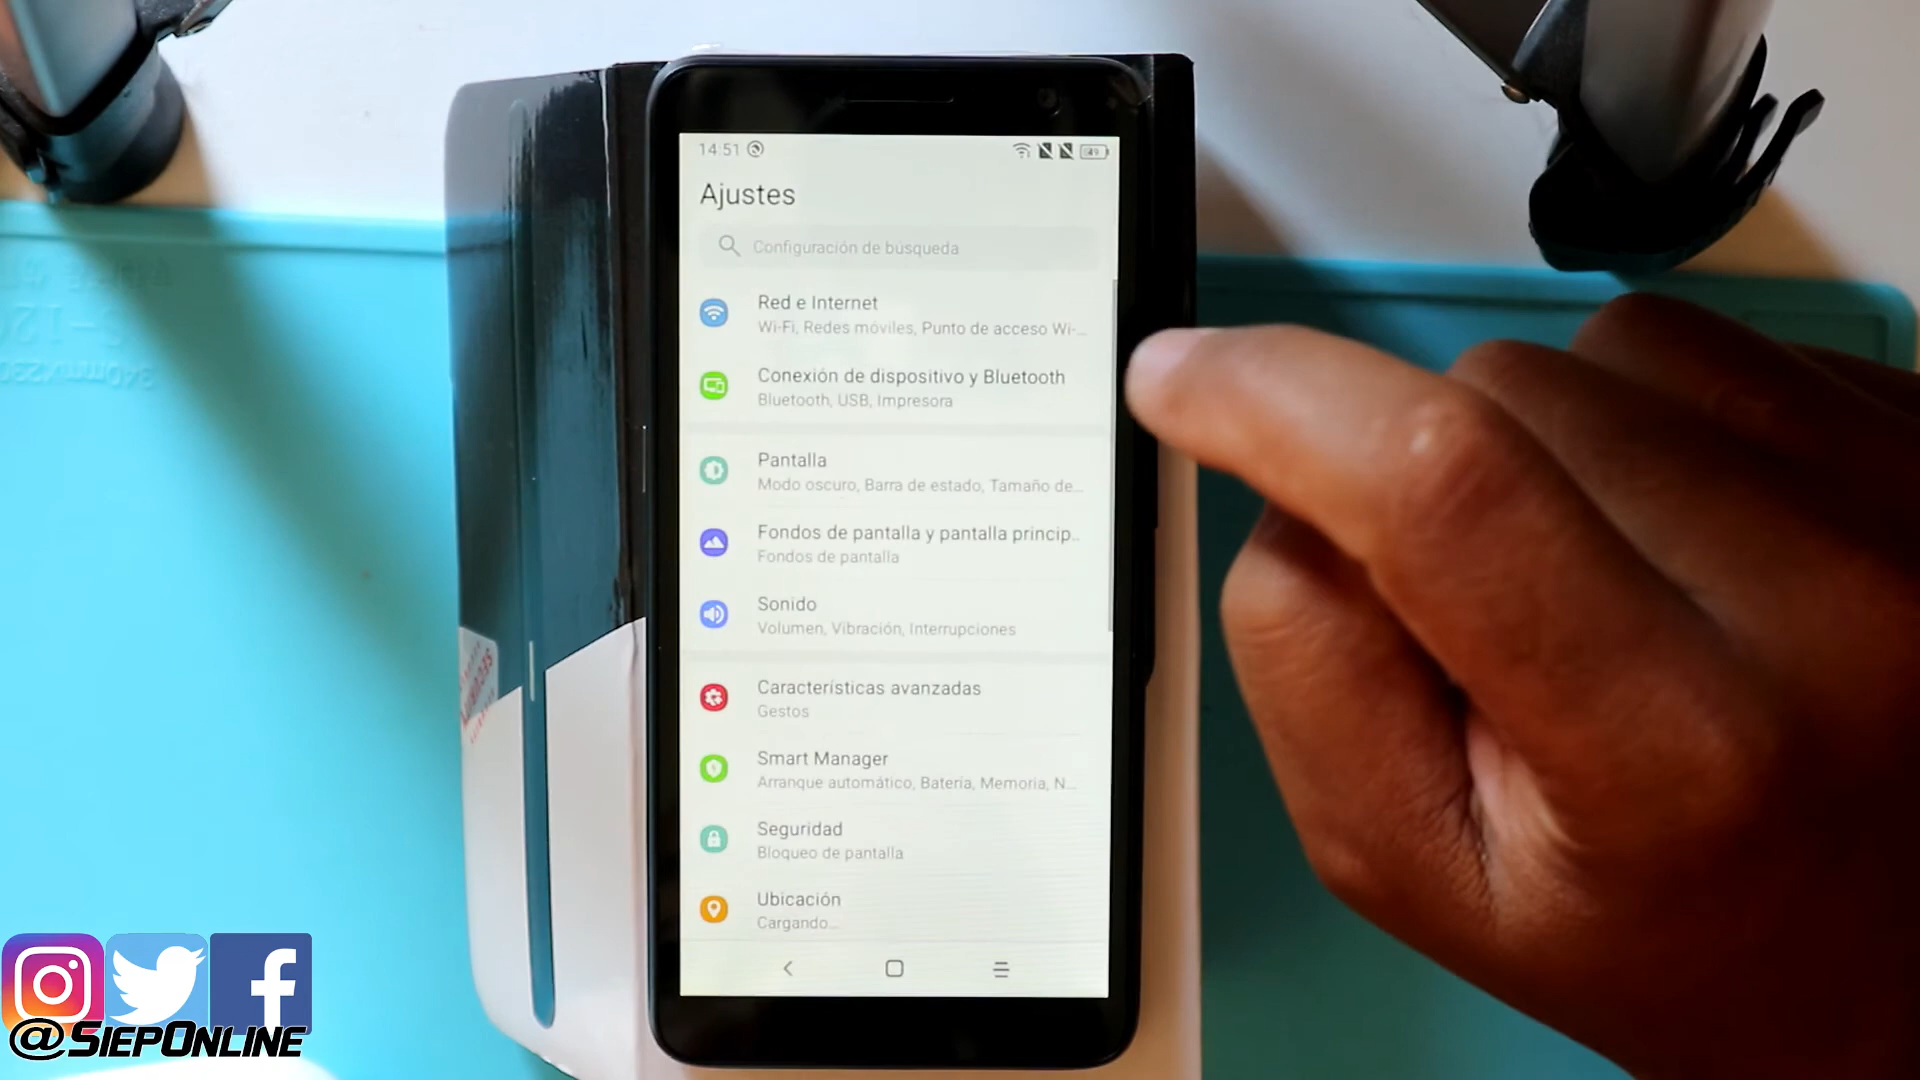 14:51
49
Ajustes
Configuración de búsqueda
Red e Internet
Wi-Fi, Redes móviles, Punto de acceso Wi-...
Conexión de dispositivo y Bluetooth
Bluetooth, USB, Impresora
Pantalla
Modo oscuro, Barra de estado, Tamaño de...
Fondos de pantalla y pantalla princip...
Fondos de pantalla
Sonido
Volumen, Vibración, Interrupciones
Características avanzadas
Gestos
Smart Manager
Arranque automático, Batería, Memoria, N...
Seguridad
Bloqueo de pantalla
Ubicación
Cargando...
@SiepOnline